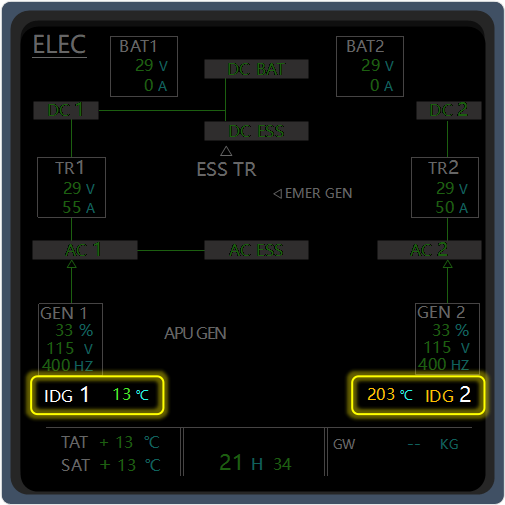 ELEC
BAT1 BAT2
29 V 29 V
0 A 0 A
DC BAT
DC 1 DC 2
DC ESS
TR1 ESS TR TR2
29 V 29 V
55 A 50 A
EMER GEN
AC 1 AC ESS AC 2
GEN 1 GEN 2
33 % APU GEN 33 %
115 V 115 V
400 HZ 400 HZ
IDG 1 13 °C 203 °C IDG 2
TAT + 13 °C GW -- KG
SAT + 13 °C 21 H 34